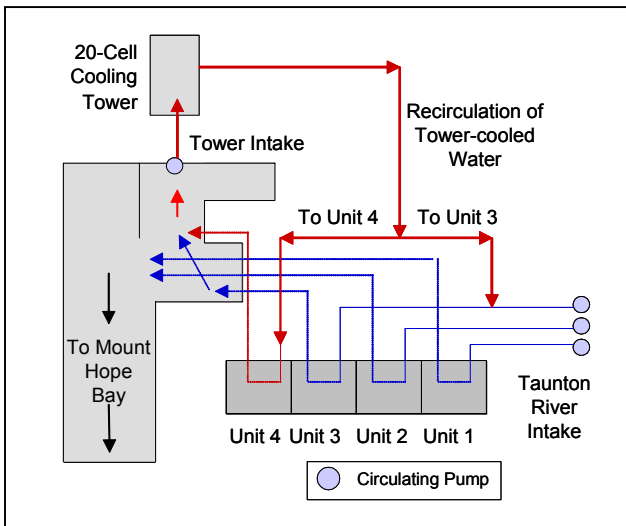 20-Cell
Cooling
Tower
Recirculation of
Tower-cooled
Water
Tower Intake
To Unit 4
To Unit 3
To Mount
Hope
Bay
Taunton
River
Intake
Unit 4
Unit 3
Unit 2
Unit 1
Circulating Pump